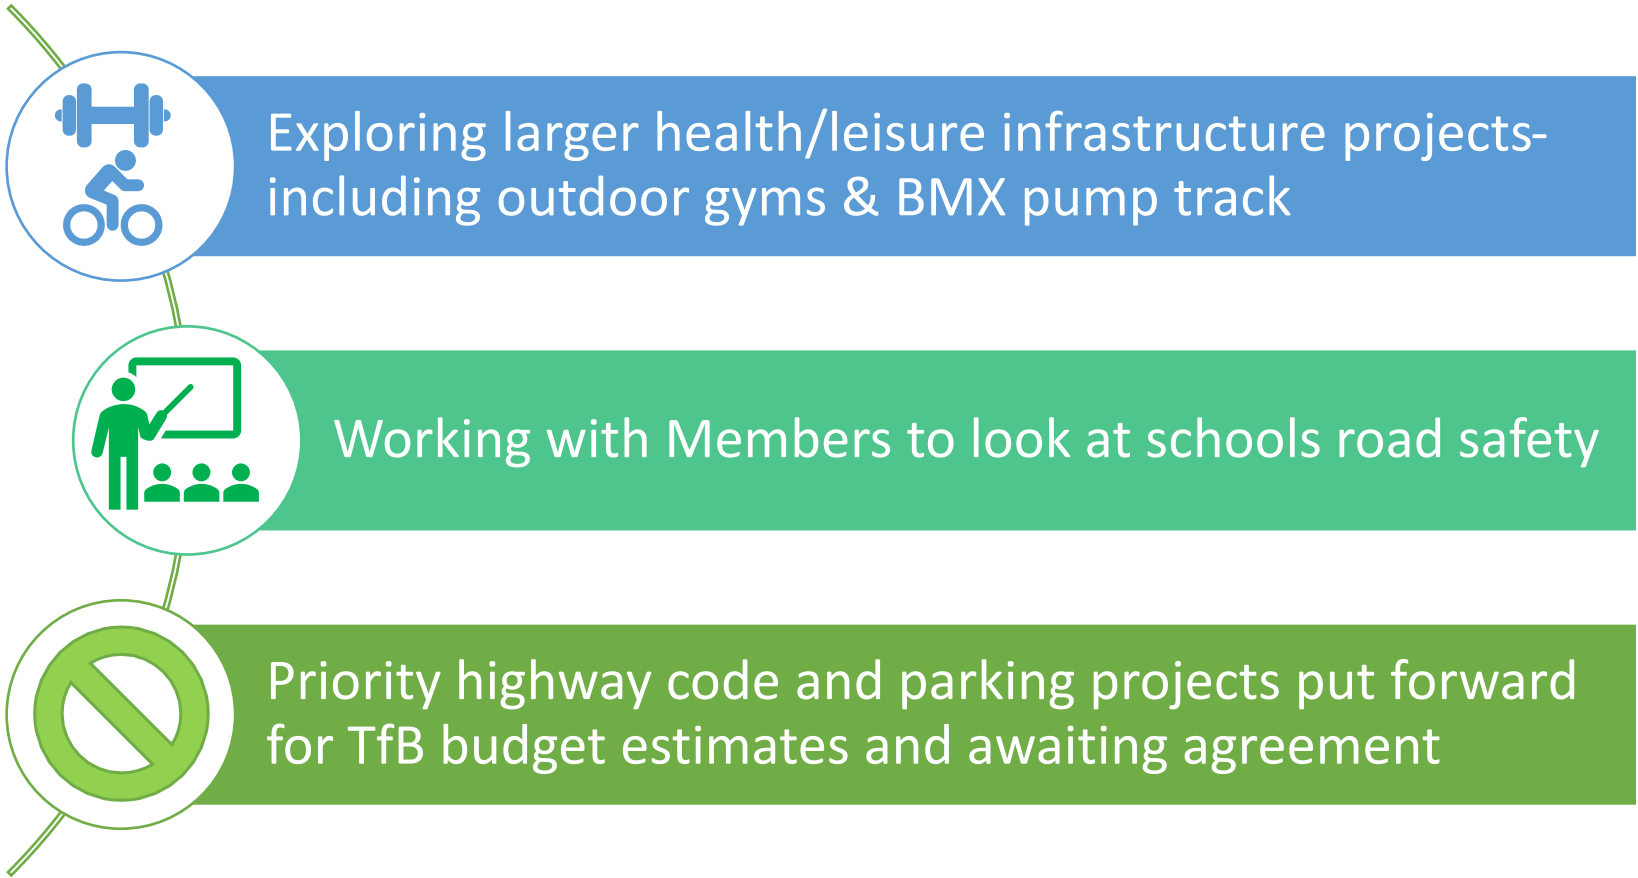 Exploring larger health/leisure infrastructure projects-
including outdoor gyms & BMX pump track
Working with Members to look at schools road safety
Priority highway code and parking projects put forward
for TfB budget estimates and awaiting agreement